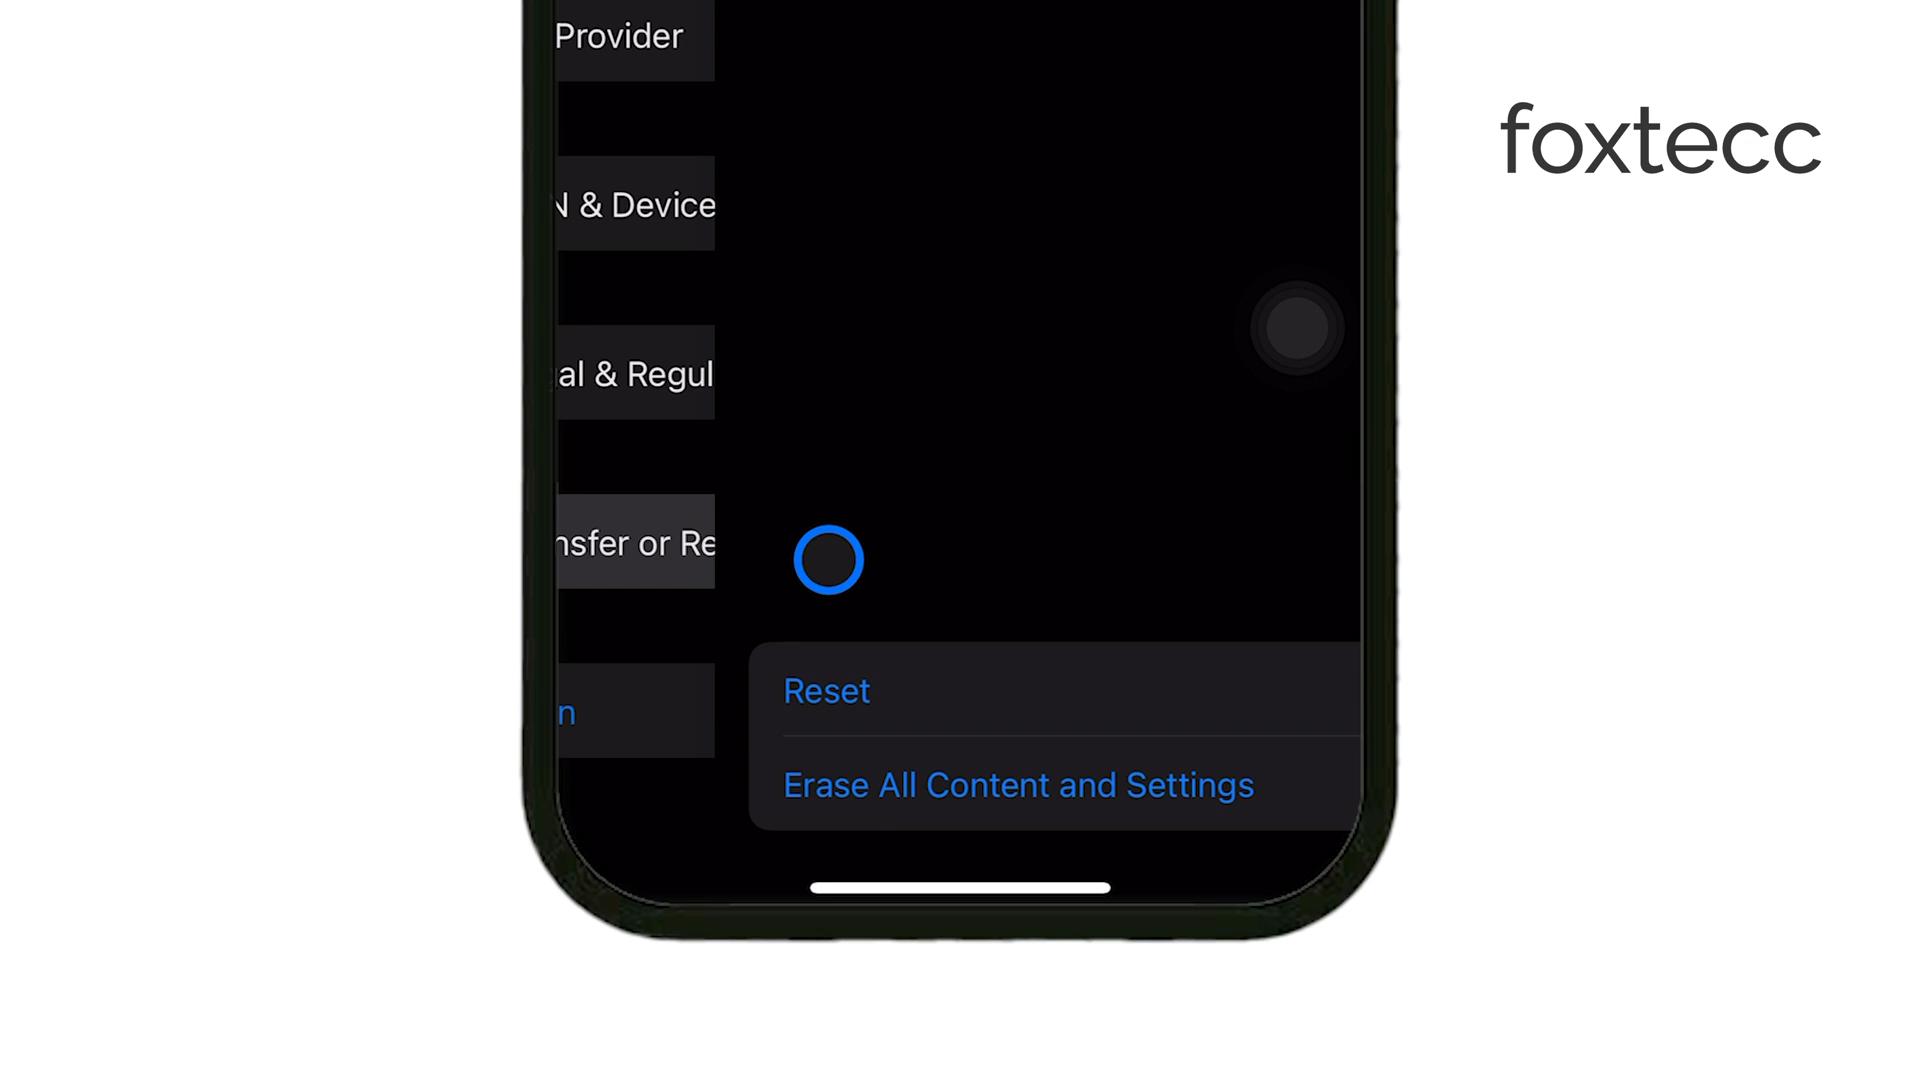 Provider
foxtecc
N & Device
al & Regul
nsfer or Re
Reset
n
Erase All Content and Settings